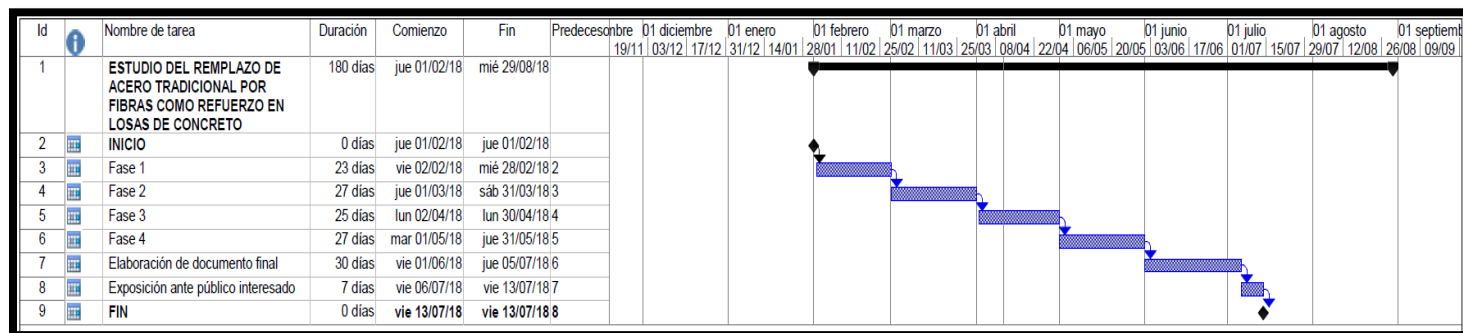 Id Nombre de tarea Duración Comienzo Fin Predecesonbre 01 diciembre 01 enero 01 febrero 01 marzo 01 abril 01 mayo 01 junio 01 julio 01 agosto 01 septiemb
19/11 03/12 17/12 31/12 14/01 28/01 11/02 25/02 11/03 25/03 08/04 22/04 06/05 20/05 03/06 17/06 01/07 15/07 29/07 12/08 26/08 09/09
1 ESTUDIO DEL REMPLAZO DE 180 días jue 01/02/18 mié 29/08/18
ACERO TRADICIONAL POR
FIBRAS COMO REFUERZO EN
LOSAS DE CONCRETO
2 INICIO 0 días jue 01/02/18 jue 01/02/18
3 Fase 1 23 días vie 02/02/18 mié 28/02/18 2
4 Fase 2 27 días jue 01/03/18 sáb 31/03/18 3
5 Fase 3 25 días lun 02/04/18 lun 30/04/18 4
6 Fase 4 27 días mar 01/05/18 jue 31/05/18 5
7 Elaboración de documento final 30 días vie 01/06/18 jue 05/07/18 6
8 Exposición ante público interesado 7 días vie 06/07/18 vie 13/07/18 7
9 FIN 0 días vie 13/07/18 vie 13/07/18 8